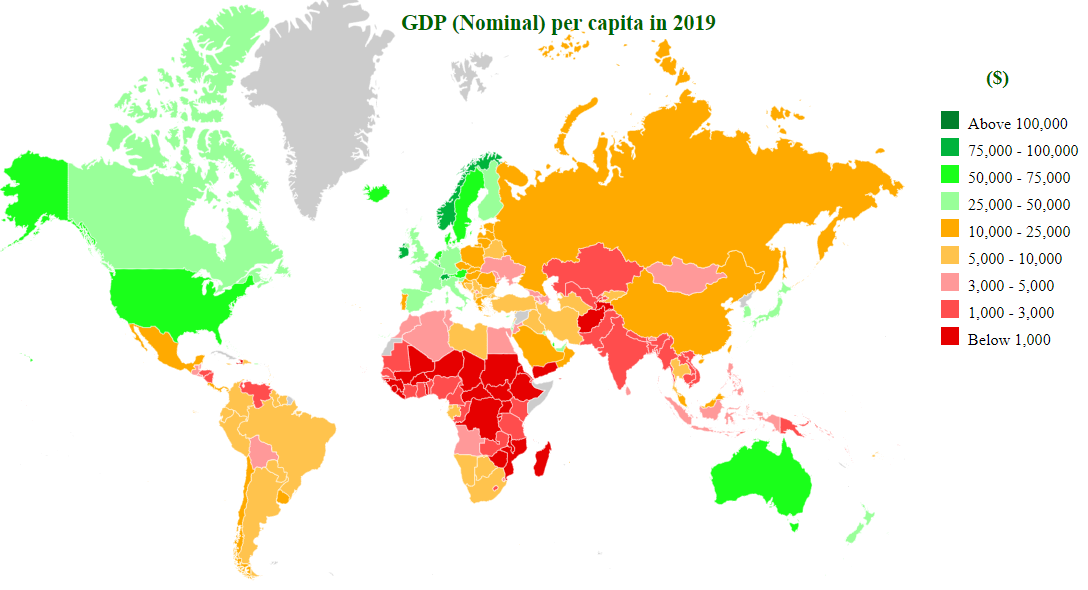 GDP (Nominal) per capita in 2019
($)
Above 100,000
75,000 - 100,000
50,000 - 75,000
25,000 - 50,000
10,000 - 25,000
5,000 - 10,000
3,000 - 5,000
1,000 - 3,000
Below 1,000